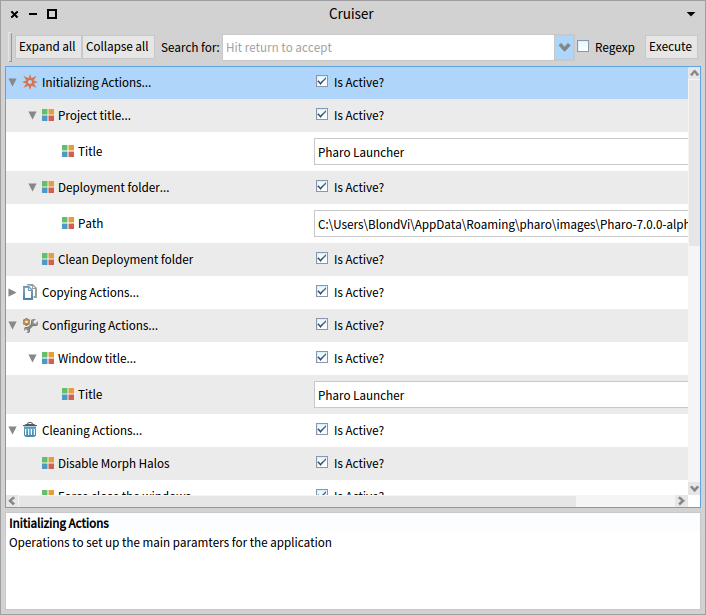 Cruiser
Expand all Collapse all Search for: Hit return to accept Regexp Execute
Initializing Actions... Is Active?
Project title... Is Active?
Title Pharo Launcher
Deployment folder... Is Active?
Path C:\Users\BlondVi\AppData\Roaming\pharo\images\Pharo-7.0.0-alph
Clean Deployment folder Is Active?
Copying Actions... Is Active?
Configuring Actions... Is Active?
Window title... Is Active?
Title Pharo Launcher
Cleaning Actions... Is Active?
Disable Morph Halos Is Active?
Force close the windows Is Active?
Initializing Actions
Operations to set up the main paramters for the application